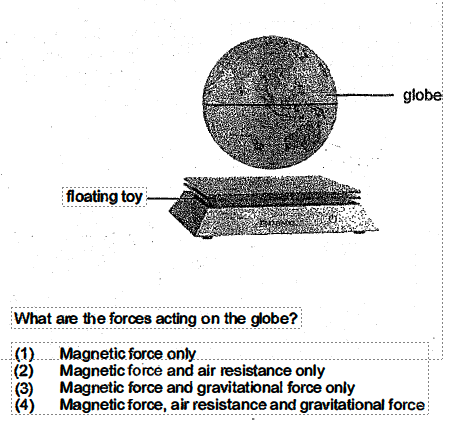 globe
floating toy
What are the forces acting on the globe?
(1) Magnetic force only
(2) Magnetic force and air resistance only
(3) Magnetic force and gravitational force only
(4) Magnetic force, air resistance and gravitational force